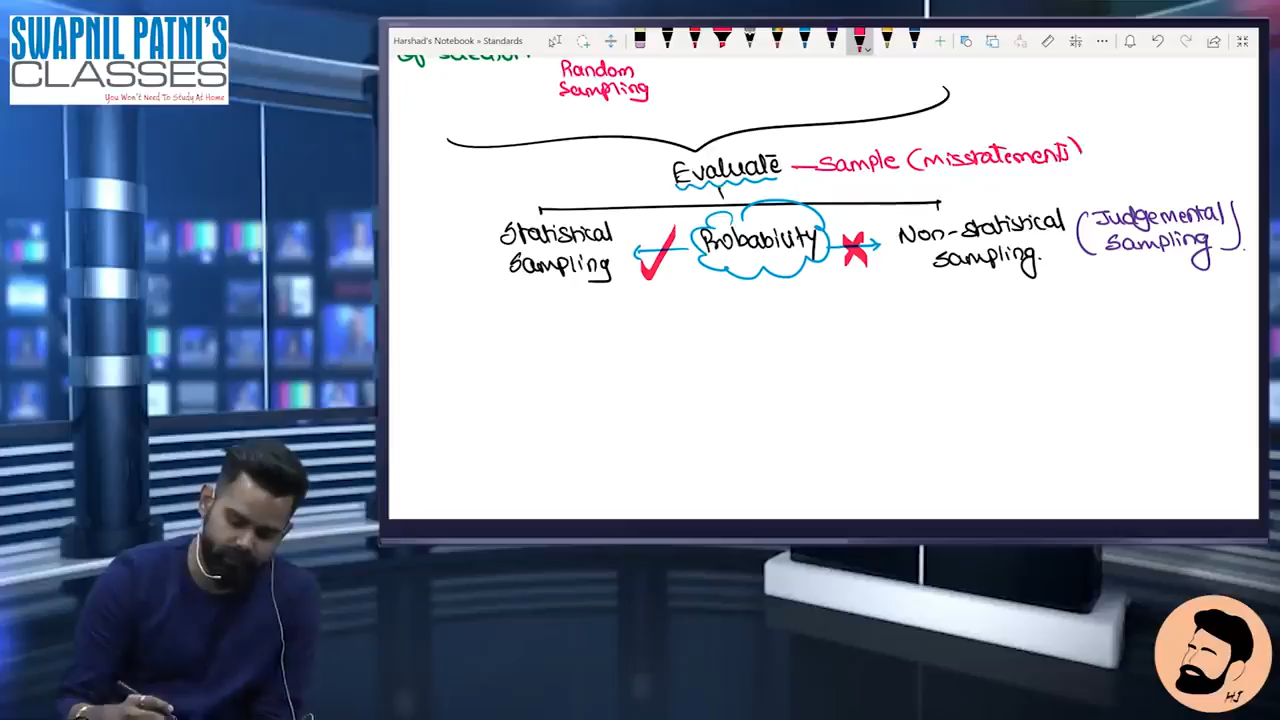 SWAPNIL PATNI'S
CLASSES
You Won't Need To Study At Home
Harshad's Notebook » Standards
Random
Sampling
Evaluate — Sample (misstatements)
Statistical
Sampling
Probability
Non-statistical
Sampling.
(Judgemental
Sampling).
HJ